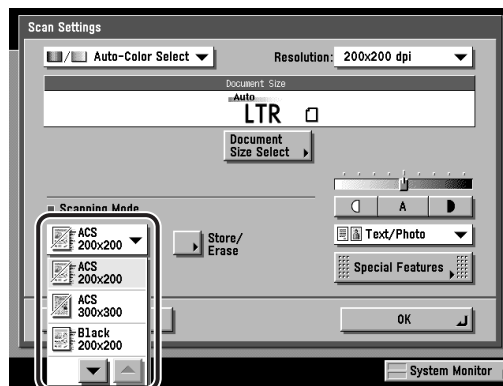 Scan Settings
Auto-Color Select
Resolution: 200x200 dpi
Document Size
Auto
LTR
Document
Size Select
Scanning Mode
A
ACS
200x200
Store/
Erase
Text/Photo
ACS
200x200
Special Features
ACS
300x300
Black
200x200
OK
System Monitor